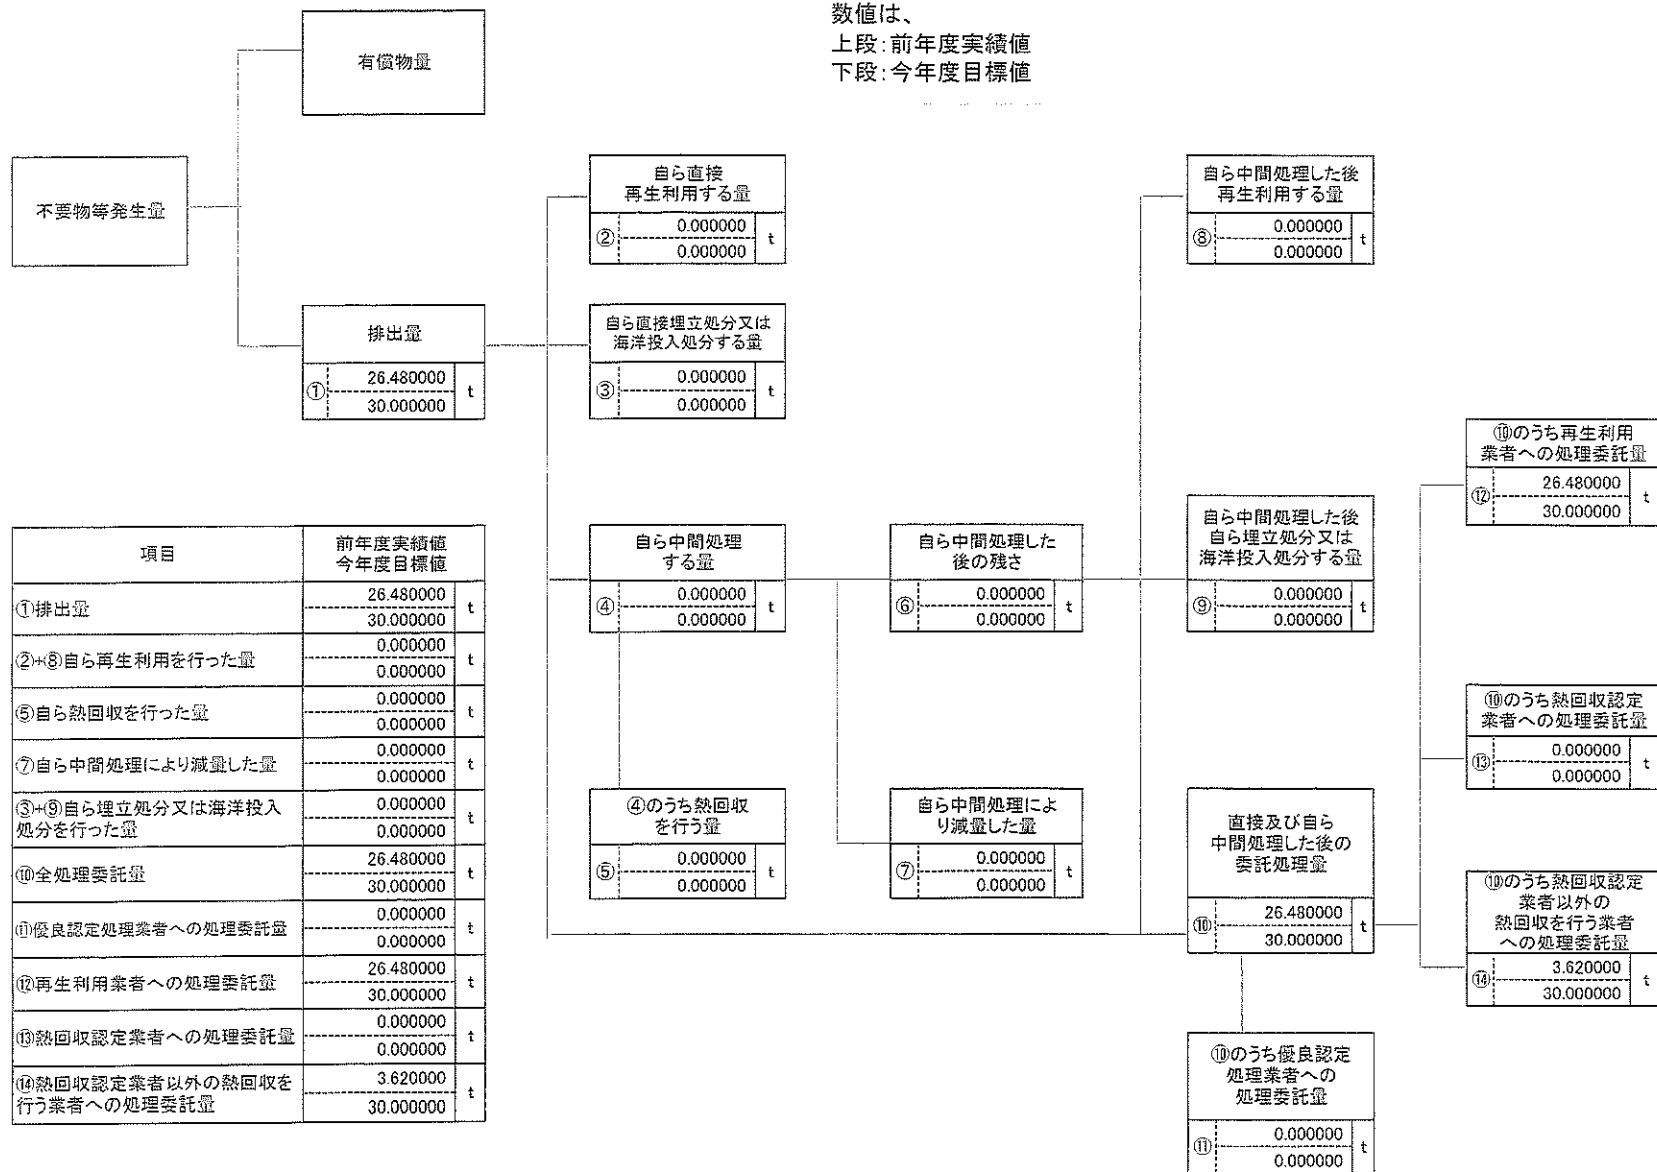 数値は、
上段:前年度実績値
下段:今年度目標値
有償物量
不要物等発生量
排出量
①
26.480000
30.000000
t
自ら直接
再生利用する量
②
0.000000
0.000000
t
自ら直接埋立処分又は
海洋投入処分する量
③
0.000000
0.000000
t
自ら中間処理
する量
④
0.000000
0.000000
t
④のうち熱回収
を行う量
⑤
0.000000
0.000000
t
自ら中間処理した
後の残さ
⑥
0.000000
0.000000
t
自ら中間処理によ
り減量した量
⑦
0.000000
0.000000
t
自ら中間処理した後
再生利用する量
⑧
0.000000
0.000000
t
自ら中間処理した後
自ら埋立処分又は
海洋投入処分する量
⑨
0.000000
0.000000
t
直接及び自ら
中間処理した後の
委託処理量
⑩
26.480000
30.000000
t
⑩のうち優良認定
処理業者への
処理委託量
⑪
0.000000
0.000000
t
⑩のうち再生利用
業者への処理委託量
⑫
26.480000
30.000000
t
⑩のうち熱回収認定
業者への処理委託量
⑬
0.000000
0.000000
t
⑩のうち熱回収認定
業者以外の
熱回収を行う業者
への処理委託量
⑭
3.620000
30.000000
t
項目
前年度実績値
今年度目標値
①排出量
26.480000
30.000000
t
②+⑧自ら再生利用を行った量
0.000000
0.000000
t
⑤自ら熱回収を行った量
0.000000
0.000000
t
⑦自ら中間処理により減量した量
0.000000
0.000000
t
③+⑨自ら埋立処分又は海洋投入
処分を行った量
0.000000
0.000000
t
⑩全処理委託量
26.480000
30.000000
t
⑪優良認定処理業者への処理委託量
0.000000
0.000000
t
⑫再生利用業者への処理委託量
26.480000
30.000000
t
⑬熱回収認定業者への処理委託量
0.000000
0.000000
t
⑭熱回収認定業者以外の熱回収を
行う業者への処理委託量
3.620000
30.000000
t